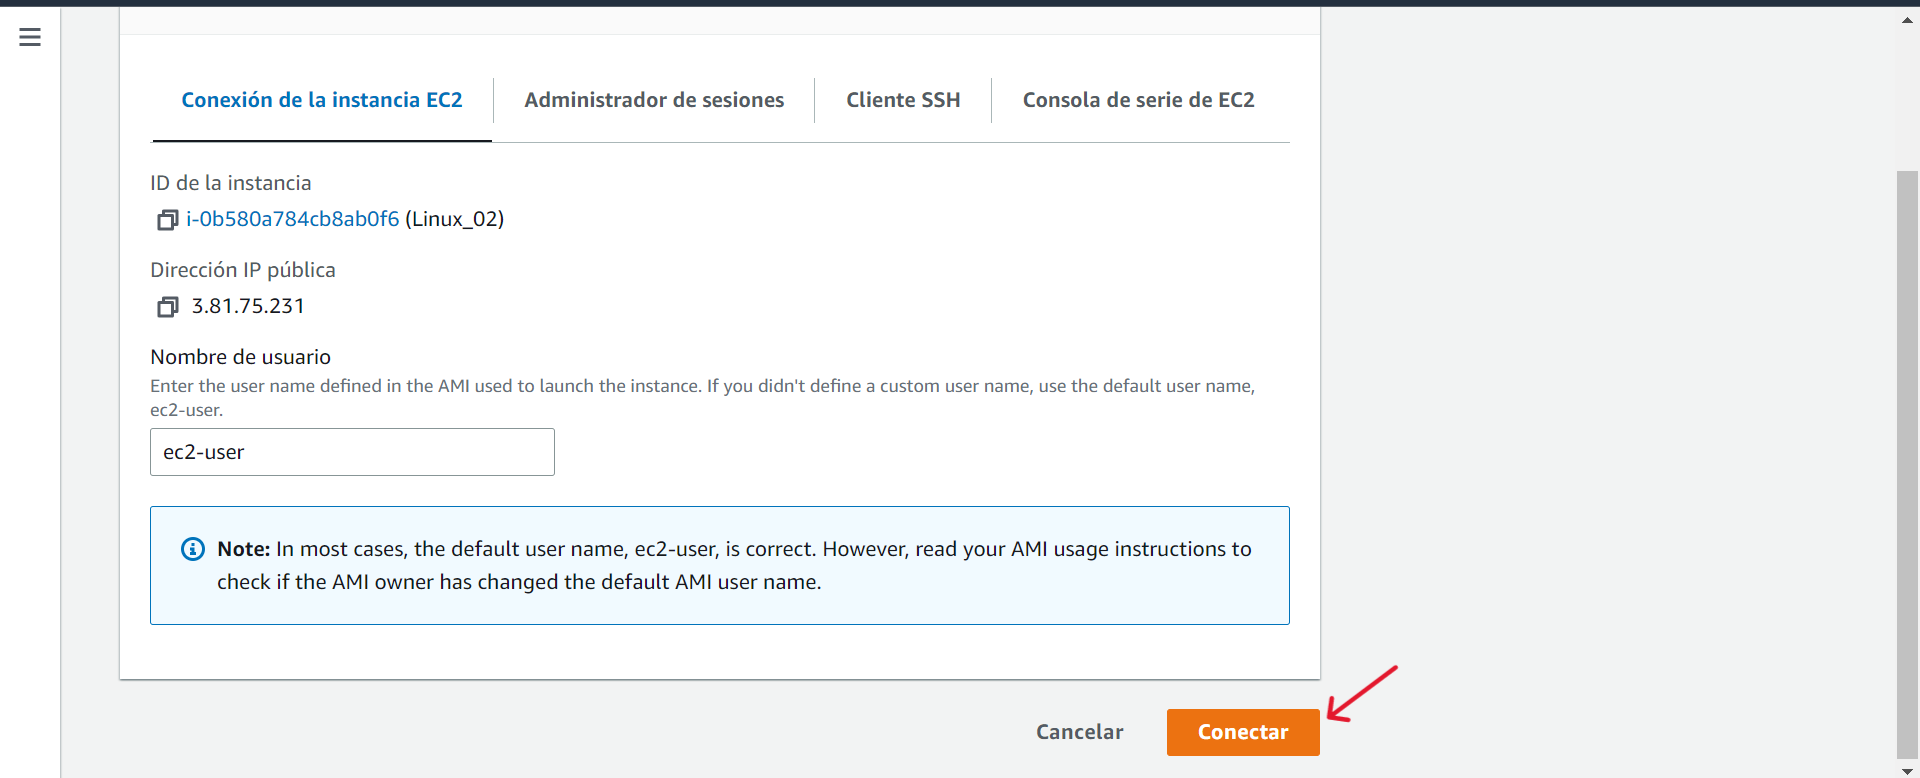 Conexión de la instancia EC2
Administrador de sesiones
Cliente SSH
Consola de serie de EC2
ID de la instancia
i-0b580a784cb8ab0f6 (Linux_02)
Dirección IP pública
3.81.75.231
Nombre de usuario
Enter the user name defined in the AMI used to launch the instance. If you didn't define a custom user name, use the default user name,
ec2-user.
ec2-user
Note: In most cases, the default user name, ec2-user, is correct. However, read your AMI usage instructions to
check if the AMI owner has changed the default AMI user name.
Cancelar
Conectar